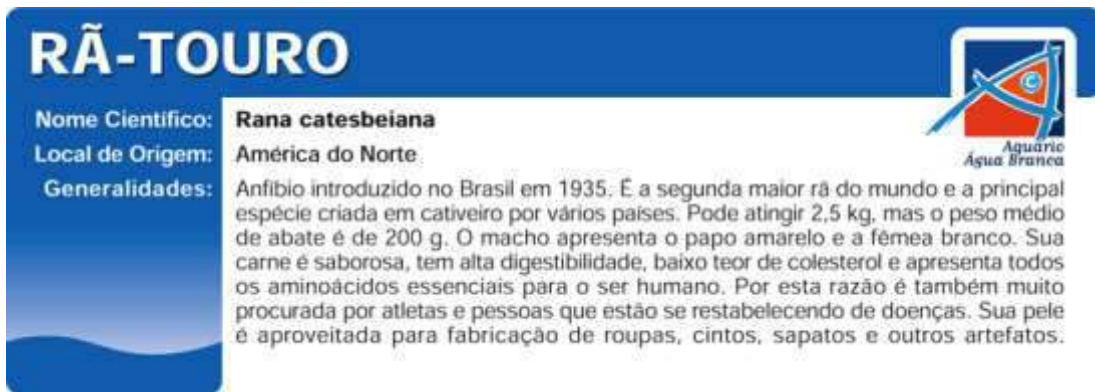 RÃ-TOURO
Nome Científico: Rana catesbeiana
Local de Origem: América do Norte
Aquário
Água Branca
Generalidades: Anfíbio introduzido no Brasil em 1935. É a segunda maior rã do mundo e a principal
espécie criada em cativeiro por vários países. Pode atingir 2,5 kg, mas o peso médio
de abate é de 200 g. O macho apresenta o papo amarelo e a fêmea branco. Sua
carne é saborosa, tem alta digestibilidade, baixo teor de colesterol e apresenta todos
os aminoácidos essenciais para o ser humano. Por esta razão é também muito
procurada por atletas e pessoas que estão se restabelecendo de doenças. Sua pele
é aproveitada para fabricação de roupas, cintos, sapatos e outros artefatos.